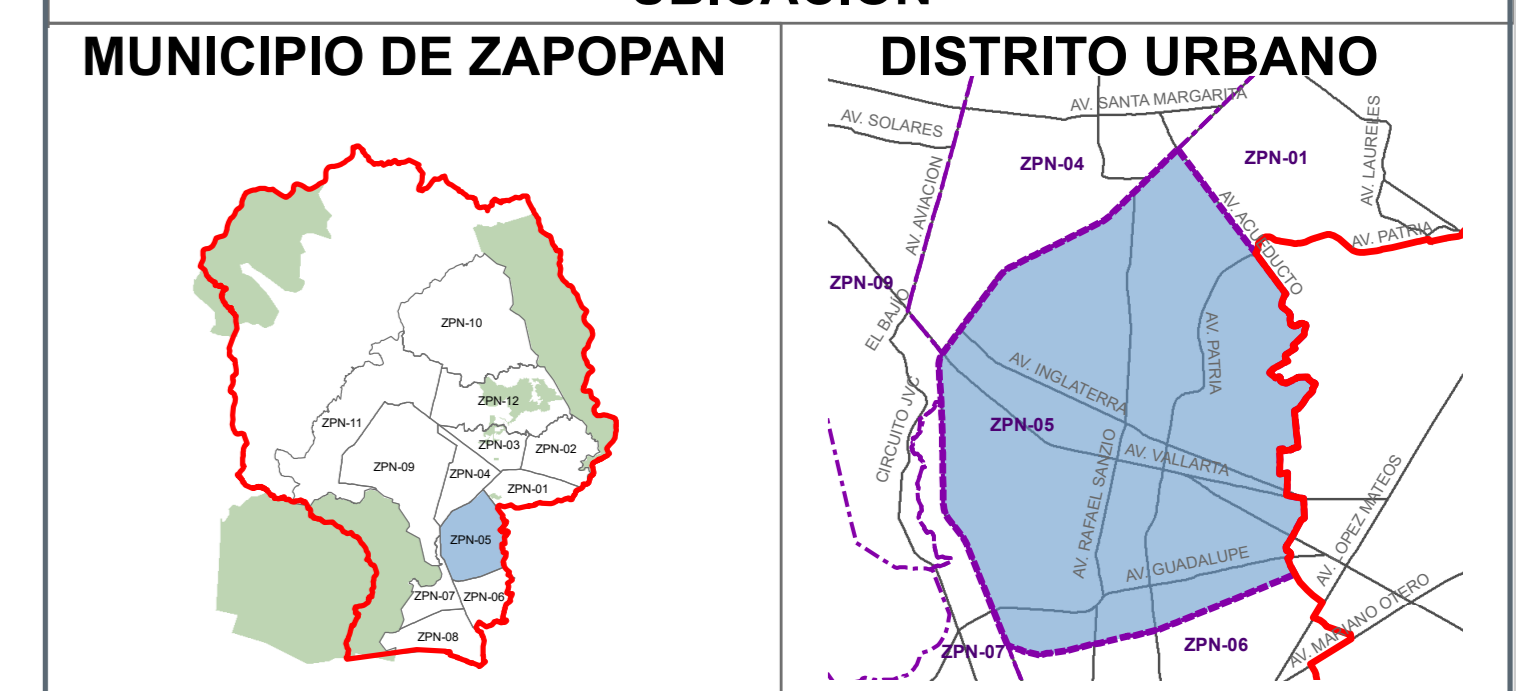 UBICACIÓN
MUNICIPIO DE ZAPOPAN
ZPN-10
ZPN-12
ZPN-11
ZPN-03
ZPN-02
ZPN-09
ZPN-04
ZPN-01
ZPN-05
ZPN-07
ZPN-06
ZPN-08
DISTRITO URBANO
AV. SANTA MARGARITA
AV. SOLARES
AV. LAURELES
ZPN-04
ZPN-01
AV. AVIACION
AV. ACUEDUCTO
AV. PATRIA
ZPN-09
EL BAJÍO
AV. PATRIA
AV. INGLATERRA
CIRCUITO JVC
ZPN-05
AV. VALLARTA
AV. RAFAEL SANZIO
AV. LOPEZ MATEOS
AV. GUADALUPE
AV. MARIANO OTERO
ZPN-07
ZPN-06